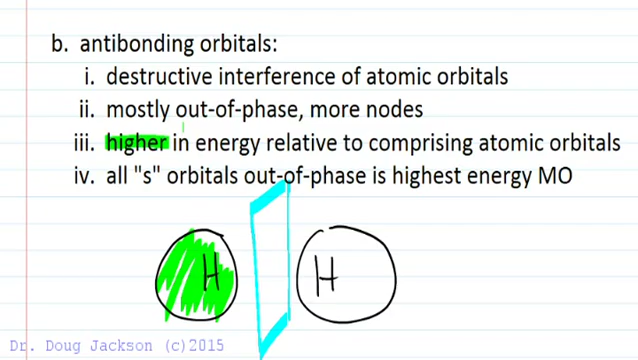 b. antibonding orbitals:
i. destructive interference of atomic orbitals
ii. mostly out-of-phase, more nodes
iii. higher in energy relative to comprising atomic orbitals
iv. all "s" orbitals out-of-phase is highest energy MO
H H
Dr. Doug Jackson (c)2015